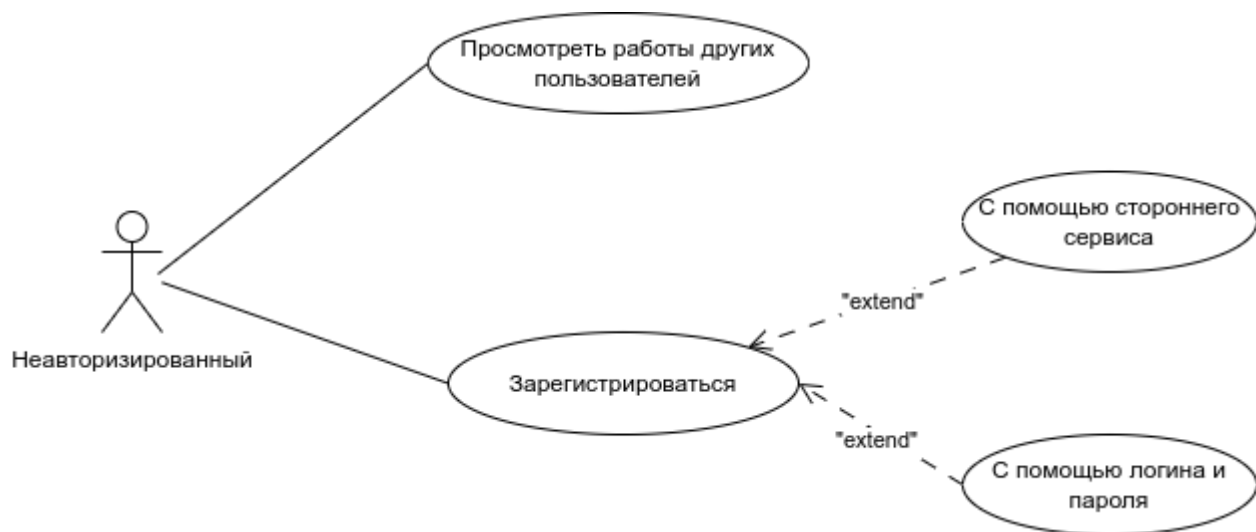 Просмотреть работы других
пользователей
С помощью стороннего
сервиса
"extend"
Неавторизированный
Зарегистрироваться
"extend"
С помощью логина и
пароля